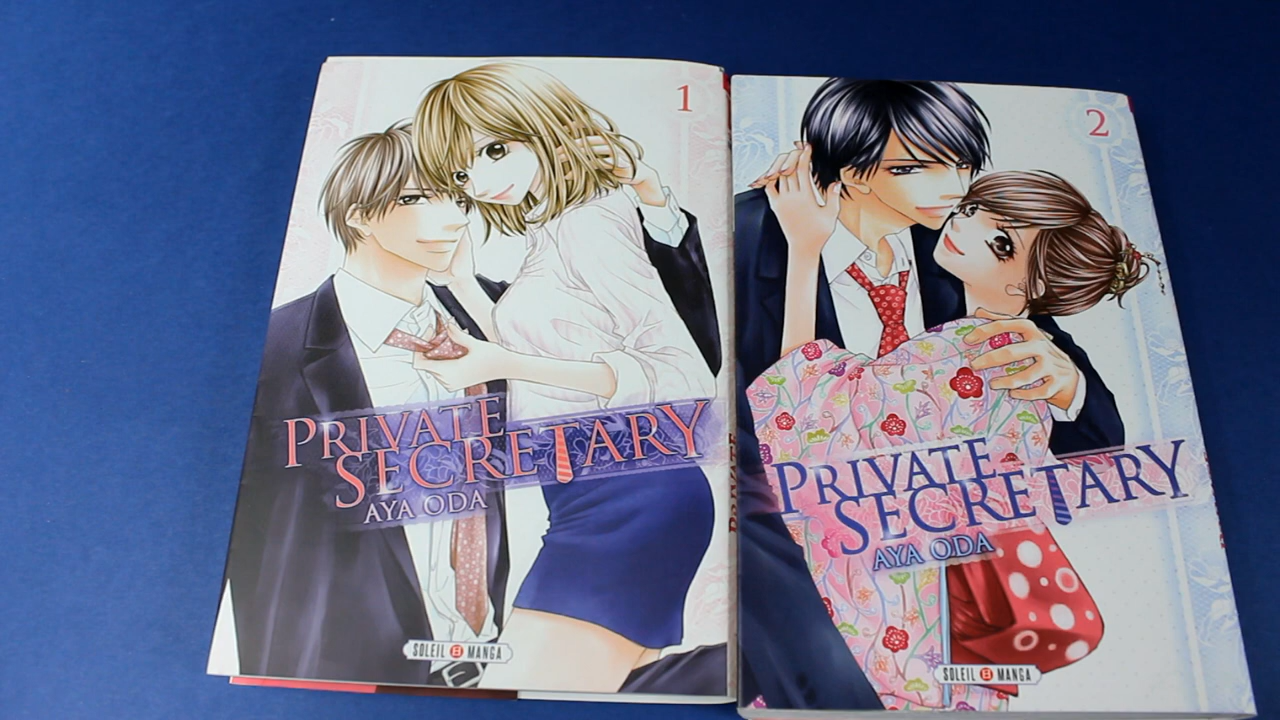 1
PRIVATE
SECRETARY
AYA ODA
SOLEIL MANGA
2
PRIVATE
SECRETARY
AYA ODA
SOLEIL MANGA